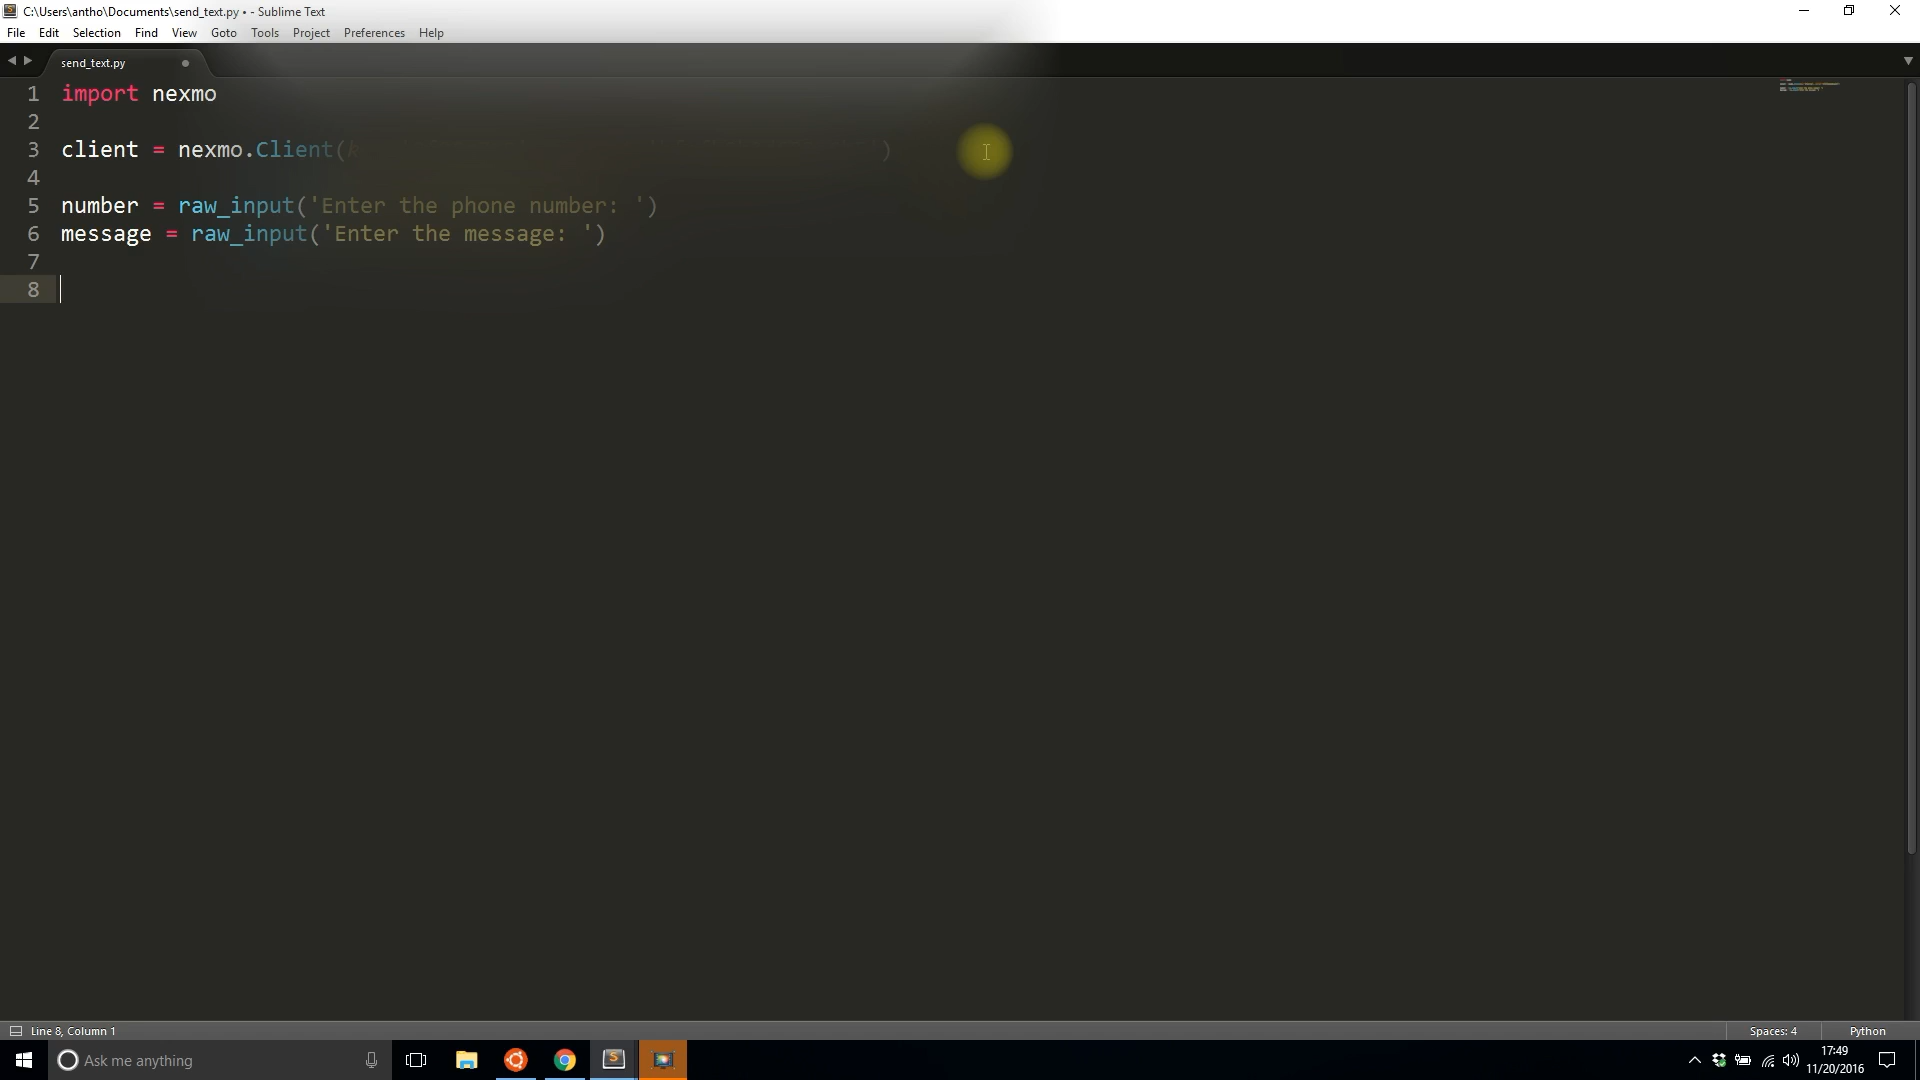 C:\Users\antho\Documents\send_text.py • - Sublime Text
File Edit Selection Find View Goto Tools Project Preferences Help
send_text.py
1 import nexmo
2
3 client = nexmo.Client( )
4
5 number = raw_input('Enter the phone number: ')
6 message = raw_input('Enter the message: ')
7
8
Line 8, Column 1 Spaces: 4 Python
Ask me anything
17:49
11/20/2016